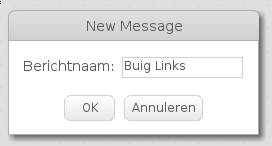 New Message
Berichtnaam: Buig Links
OK Annuleren